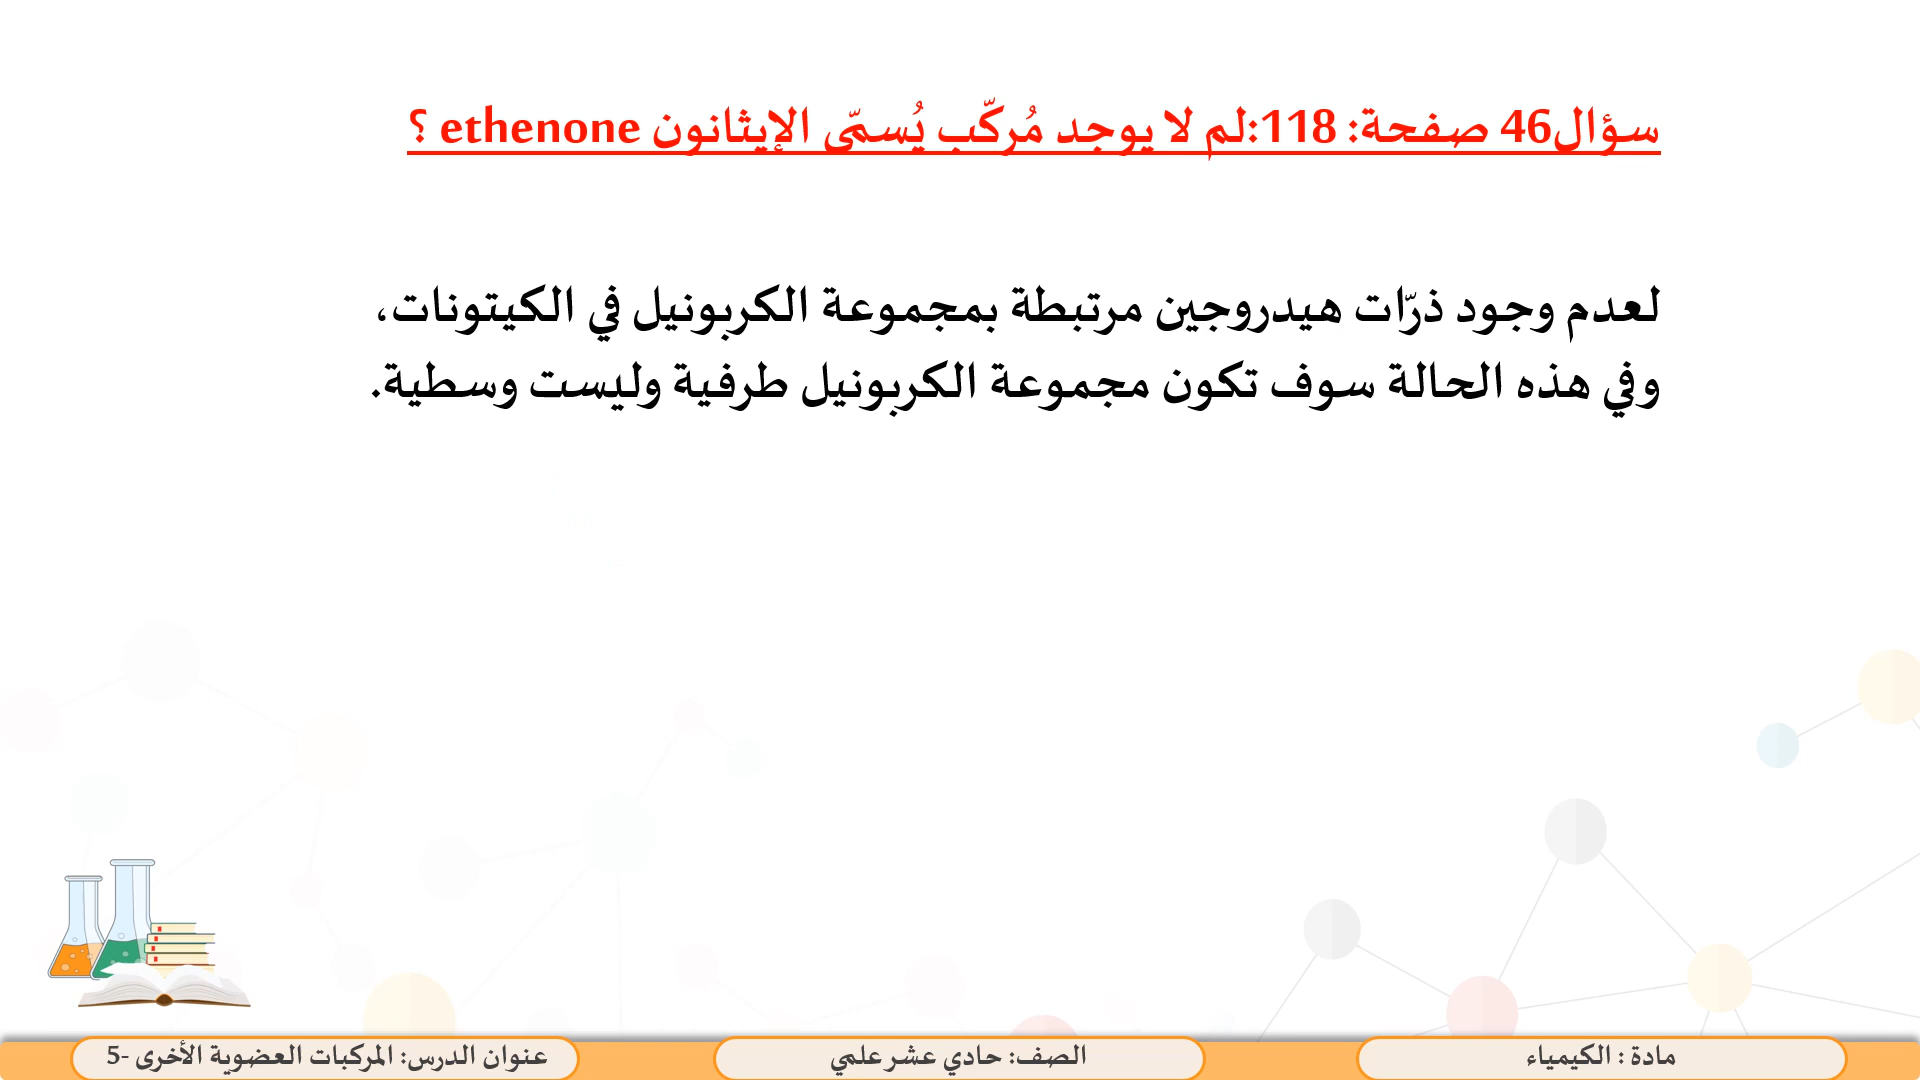 سؤال46 صفحة: 118:لم لا يوجد مُركّب يُسمّى الإيثانون ethenone ؟
لعدم وجود ذرّات هيدروجين مرتبطة بمجموعة الكربونيل في الكيتونات،
وفي هذه الحالة سوف تكون مجموعة الكربونيل طرفية وليست وسطية.
مادة : الكيمياء
الصف: حادي عشر علمي
عنوان الدرس: المركبات العضوية الأخرى -5